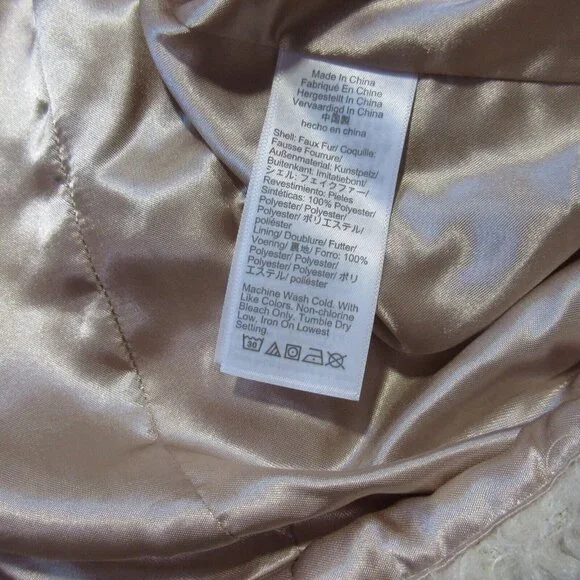 Made In China
Fabriqué En Chine
Hergestellt In China
Vervaardigd In China
中国製
hecho en china
Shell: Faux Fur/ Coquille:
Fausse Fourrure/
Außenmaterial: Kunstpelz/
Buitenkant: Imitatiebont/
シェル: フェイクファー/
Revestimiento: Pieles
Sintéticas: 100% Polyester/
Polyester/ Polyester/
Polyester/ ポリエステル/
poliéster
Lining/ Doublure/ Futter/
Voering/ 裏地/ Forro: 100%
Polyester/ Polyester/
Polyester/ Polyester/ ポリ
エステル/ poliéster
Machine Wash Cold. With
Like Colors. Non-chlorine
Bleach Only. Tumble Dry
Low, Iron On Lowest
Setting.
30